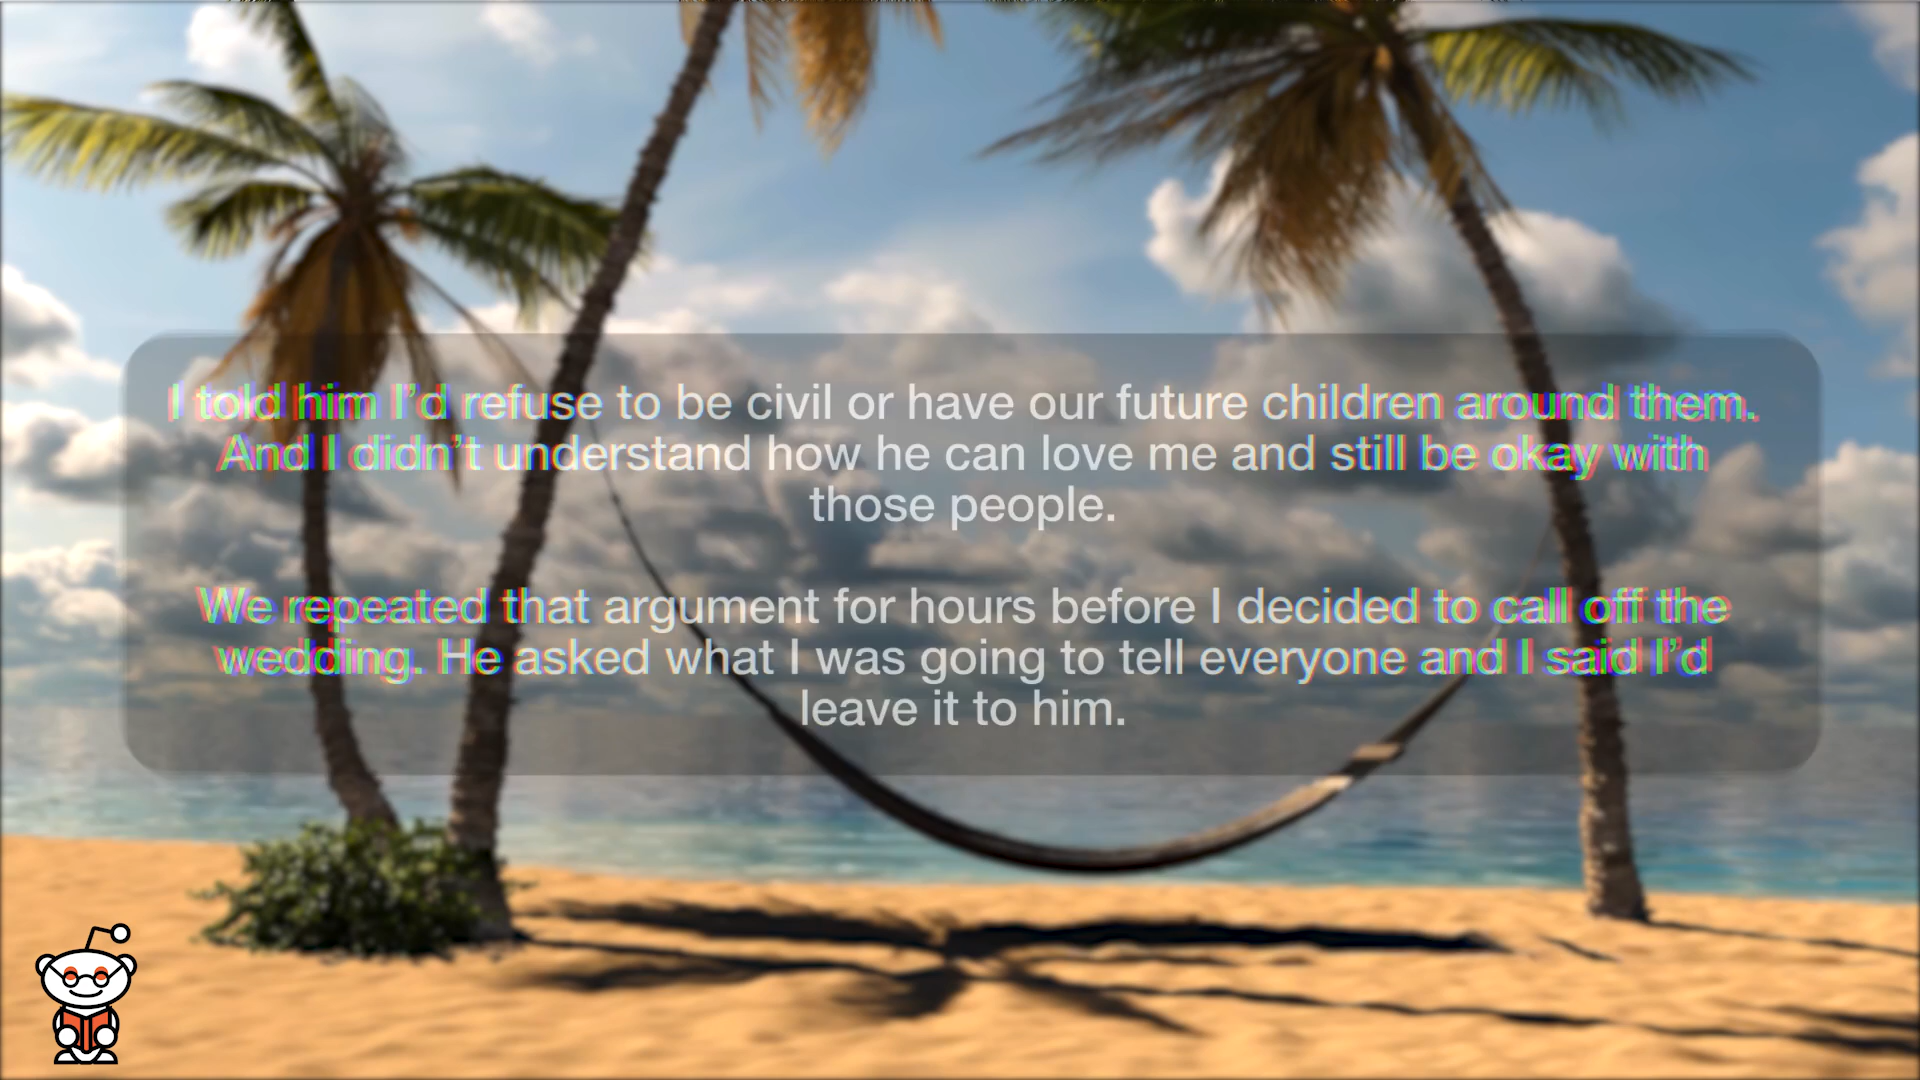 I told him I’d refuse to be civil or have our future children around them.
And I didn’t understand how he can love me and still be okay with
those people.
We repeated that argument for hours before I decided to call off the
wedding. He asked what I was going to tell everyone and I said I’d
leave it to him.